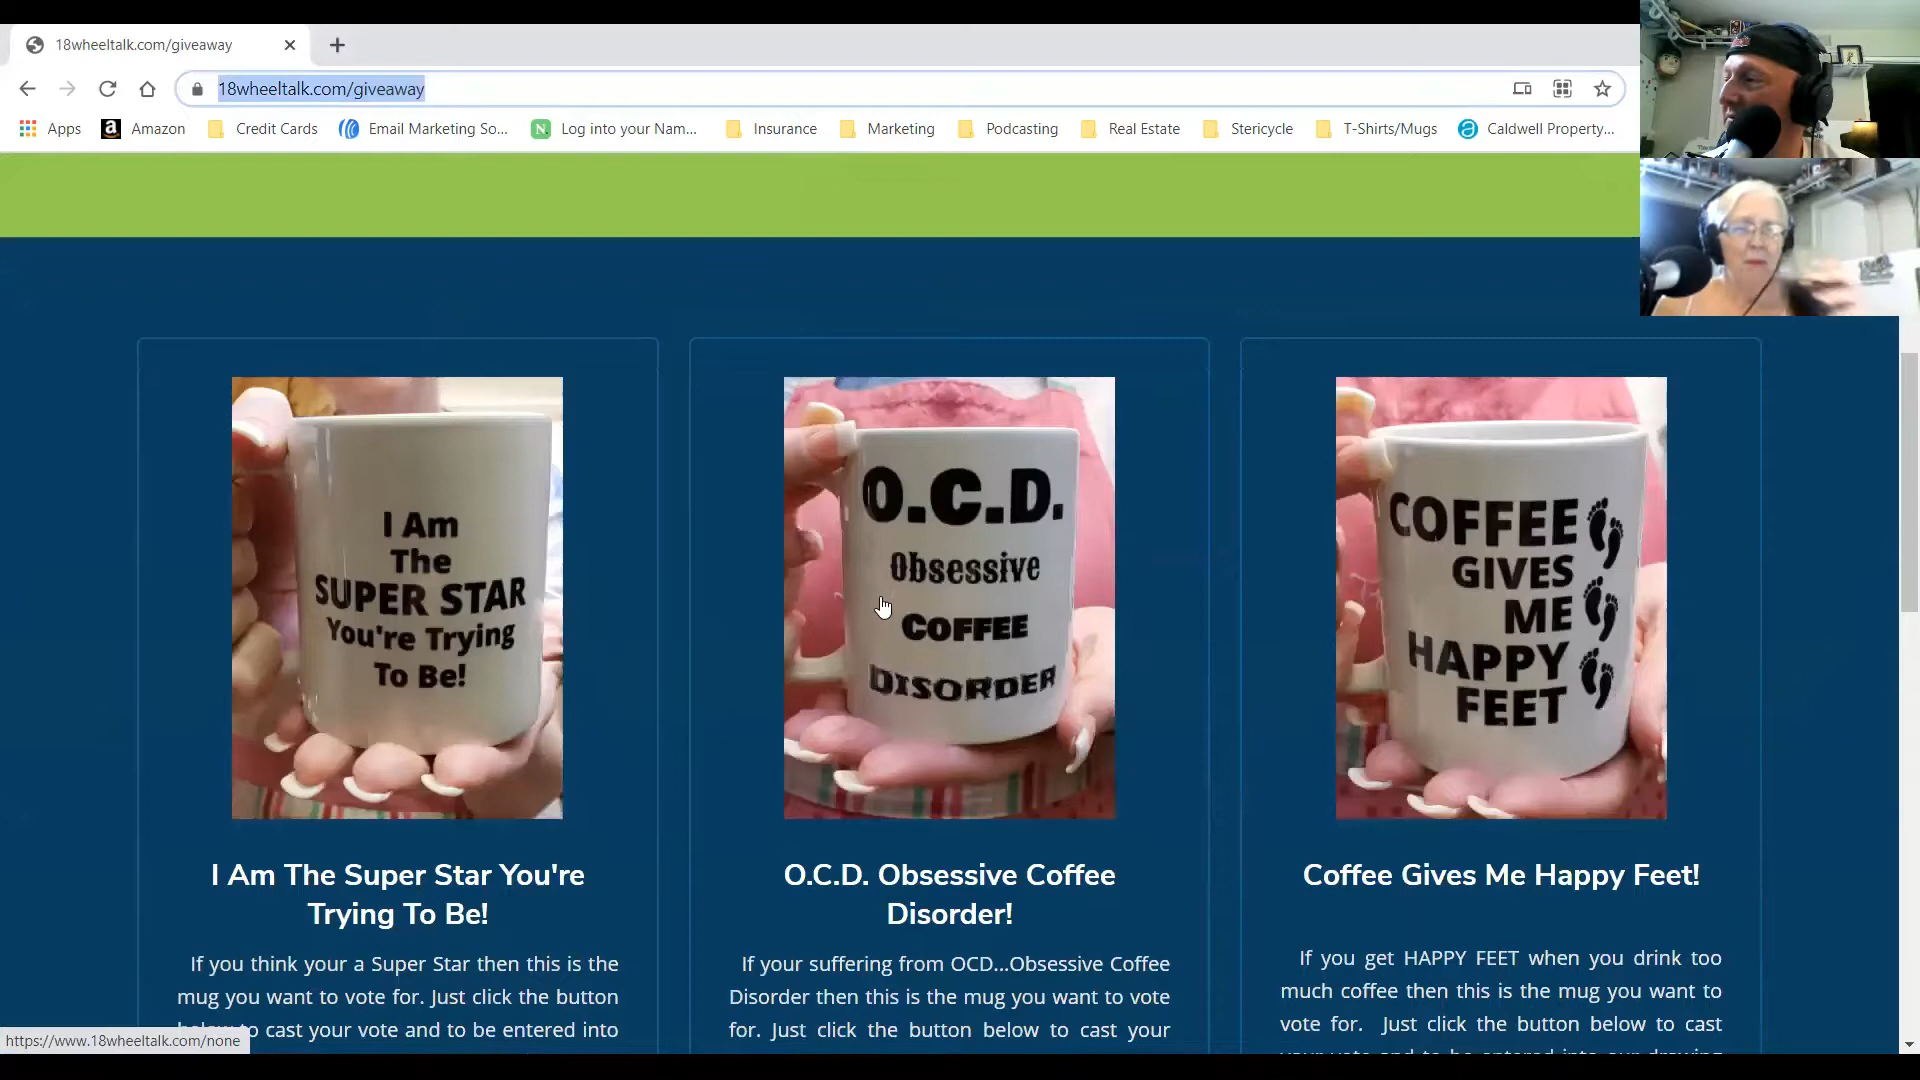 18wheeltalk.com/giveaway
18wheeltalk.com/giveaway
Apps Amazon Credit Cards Email Marketing So... Log into your Nam... Insurance Marketing Podcasting Real Estate Stericycle T-Shirts/Mugs Caldwell Property...
I Am
The
SUPER STAR
You're Trying
To Be!
O.C.D.
Obsessive
COFFEE
DISORDER
COFFEE
GIVES
ME
HAPPY
FEET
I Am The Super Star You're
Trying To Be!
If you think your a Super Star then this is the
mug you want to vote for. Just click the button
to cast your vote and to be entered into
O.C.D. Obsessive Coffee
Disorder!
If your suffering from OCD...Obsessive Coffee
Disorder then this is the mug you want to vote
for. Just click the button below to cast your
Coffee Gives Me Happy Feet!
If you get HAPPY FEET when you drink too
much coffee then this is the mug you want to
vote for. Just click the button below to cast
https://www.18wheeltalk.com/none